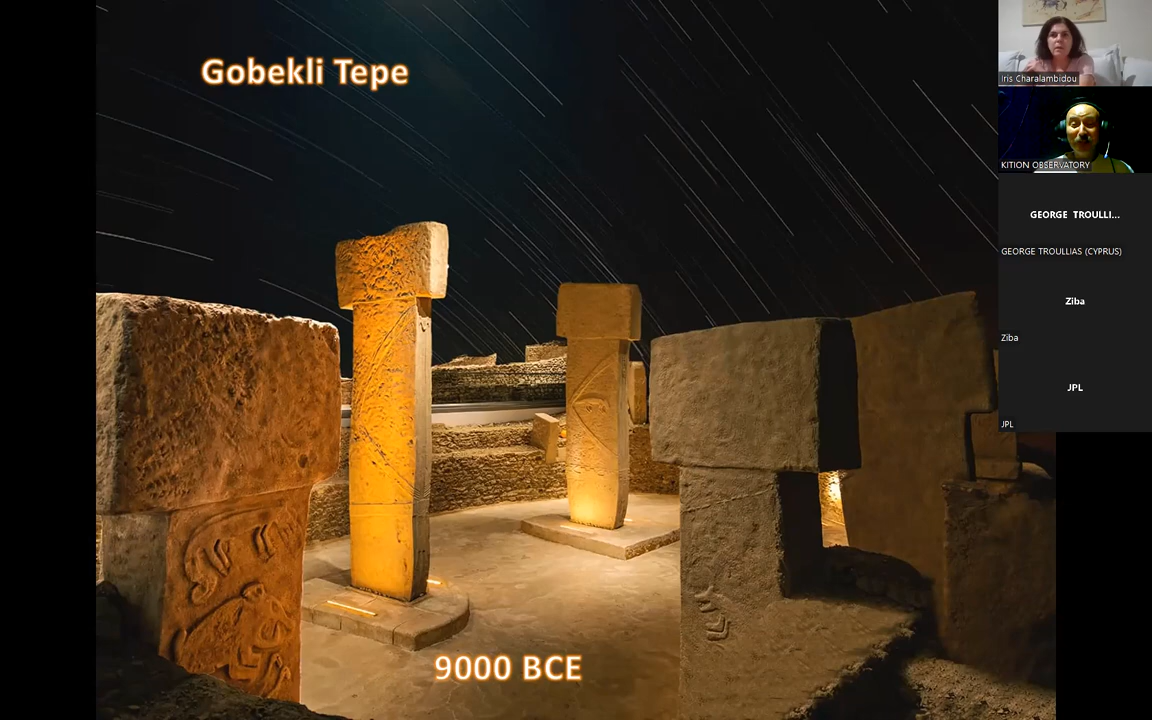 Gobekli Tepe
9000 BCE
Iris Charalambidou
KITION OBSERVATORY
GEORGE TROULLI...
GEORGE TROULLIAS (CYPRUS)
Ziba
Ziba
JPL
JPL